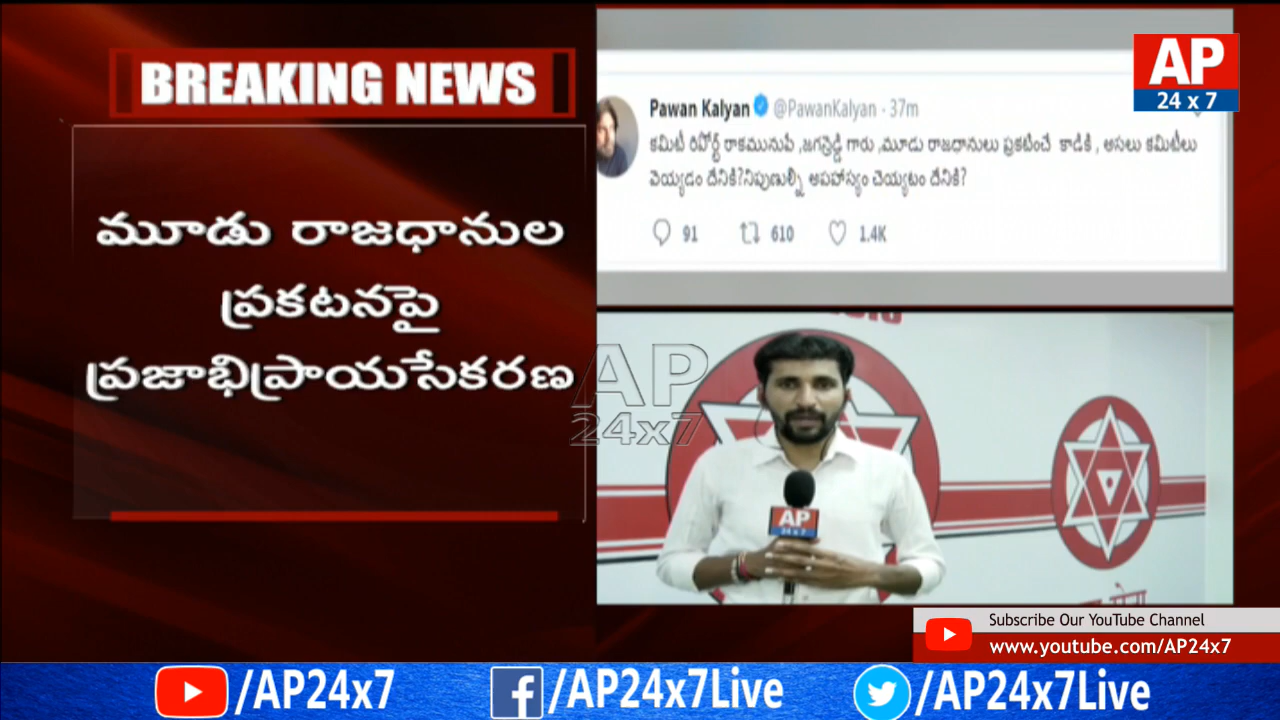 BREAKING NEWS
మూడు రాజధానుల
ప్రకటనపై
ప్రజాభిప్రాయసేకరణ
Pawan Kalyan @PawanKalyan · 37m
కమిటీ రిపోర్ట్ రాకమునుపే ,జగన్రెడ్డి గారు ,మూడు రాజధానులు ప్రకటించే కాడికి , అసలు కమిటీలు
వెయ్యడం దేనికి?నిపుణుల్ని అపహాస్యం చెయ్యటం దేనికి?
91 610 1.4K
AP
24 x 7
AP
24x7
AP
24 x 7
Subscribe Our YouTube Channel
www.youtube.com/AP24x7
/AP24x7 /AP24x7Live /AP24x7Live